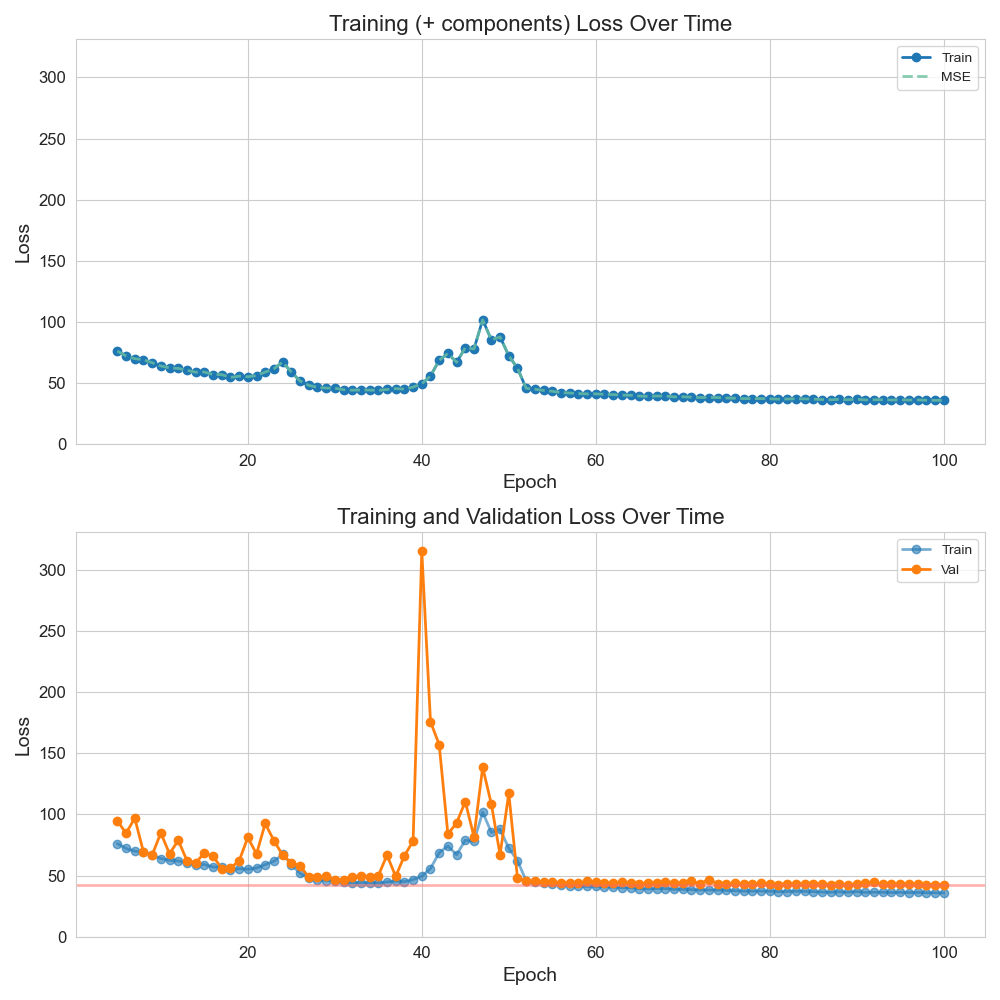 Training (+ components) Loss Over Time
Train
MSE
300
250
200
150
100
50
0
Loss
20 40 60 80 100
Epoch
Training and Validation Loss Over Time
Train
Val
300
250
200
150
100
50
0
Loss
20 40 60 80 100
Epoch